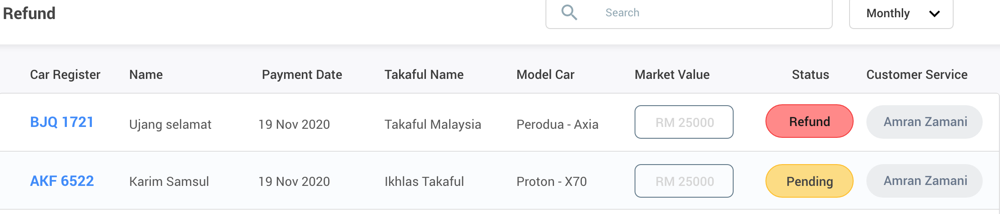 Refund
Search
Monthly
Car Register Name Payment Date Takaful Name Model Car Market Value Status Customer Service
BJQ 1721 Ujang selamat 19 Nov 2020 Takaful Malaysia Perodua - Axia RM 25000 Refund Amran Zamani
AKF 6522 Karim Samsul 19 Nov 2020 Ikhlas Takaful Proton - X70 RM 25000 Pending Amran Zamani